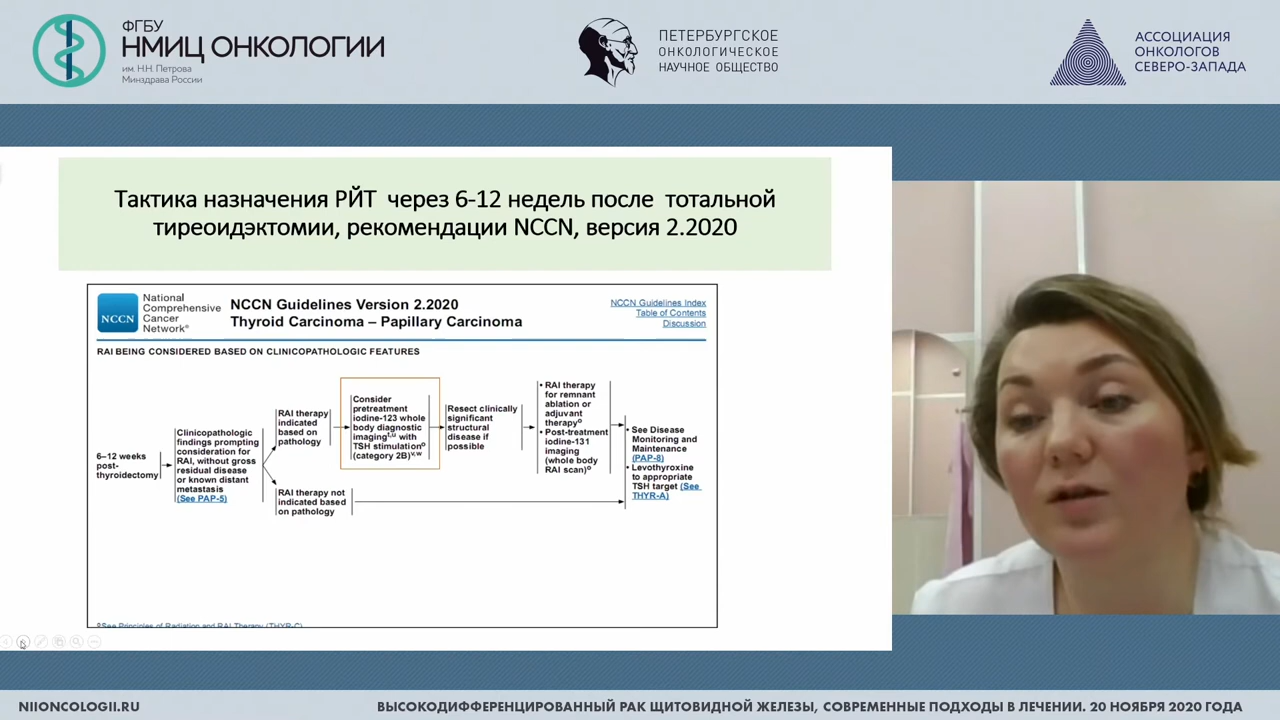 ФГБУ
НМИЦ ОНКОЛОГИИ
им. Н.Н. Петрова
Минздрава России
ПЕТЕРБУРГСКОЕ
ОНКОЛОГИЧЕСКОЕ
НАУЧНОЕ ОБЩЕСТВО
АССОЦИАЦИЯ
ОНКОЛОГОВ
СЕВЕРО-ЗАПАДА
Тактика назначения РЙТ через 6-12 недель после тотальной
тиреоидэктомии, рекомендации NCCN, версия 2.2020
NCCN
National
Comprehensive
Cancer
Network®
NCCN Guidelines Version 2.2020
Thyroid Carcinoma – Papillary Carcinoma
NCCN Guidelines Index
Table of Contents
Discussion
RAI BEING CONSIDERED BASED ON CLINICOPATHOLOGIC FEATURES
6–12 weeks
post-
thyroidectomy
Clinicopathologic
findings prompting
consideration for
RAI, without gross
residual disease
or known distant
metastasis
(See PAP-5)
RAI therapy
indicated
based on
pathology
RAI therapy not
indicated based
on pathology
Consider
pretreatment
iodine-123 whole
body diagnostic
imaging t,u with
TSH stimulation o
(category 2B) v,w
Resect clinically
significant
structural
disease if
possible
• RAI therapy
for remnant
ablation or
adjuvant
therapy o
• Post-treatment
iodine-131
imaging
(whole body
RAI scan) o
• See Disease
Monitoring and
Maintenance
(PAP-8)
• Levothyroxine
to appropriate
TSH target (See
THYR-A)
o See Principles of Radiation and RAI Therapy (THYR-C)
NIIONCOLOGII.RU
ВЫСОКОДИФФЕРЕНЦИРОВАННЫЙ РАК ЩИТОВИДНОЙ ЖЕЛЕЗЫ, СОВРЕМЕННЫЕ ПОДХОДЫ В ЛЕЧЕНИИ. 20 НОЯБРЯ 2020 ГОДА